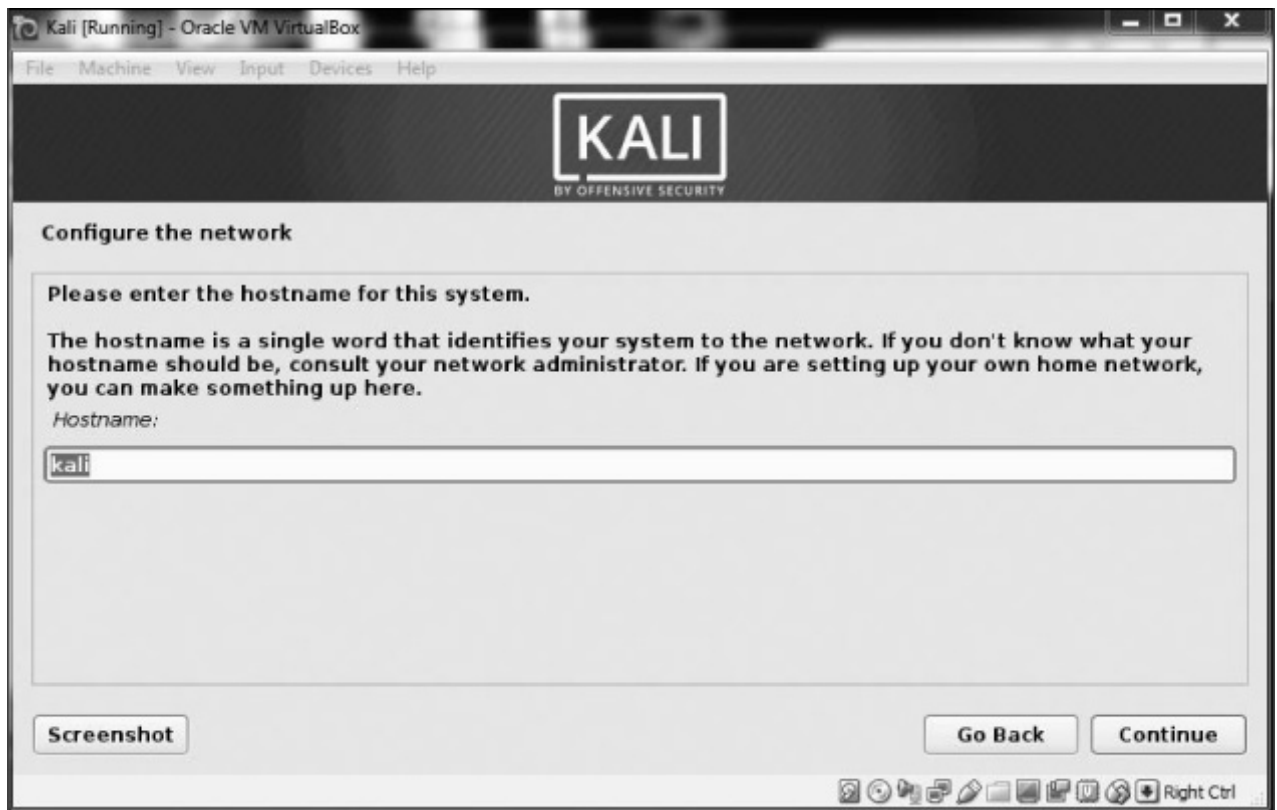 Kali [Running] - Oracle VM VirtualBox
File Machine View Input Devices Help
KALI
BY OFFENSIVE SECURITY
Configure the network
Please enter the hostname for this system.
The hostname is a single word that identifies your system to the network. If you don't know what your
hostname should be, consult your network administrator. If you are setting up your own home network,
you can make something up here.
Hostname:
kali
Screenshot
Go Back
Continue
Right Ctrl